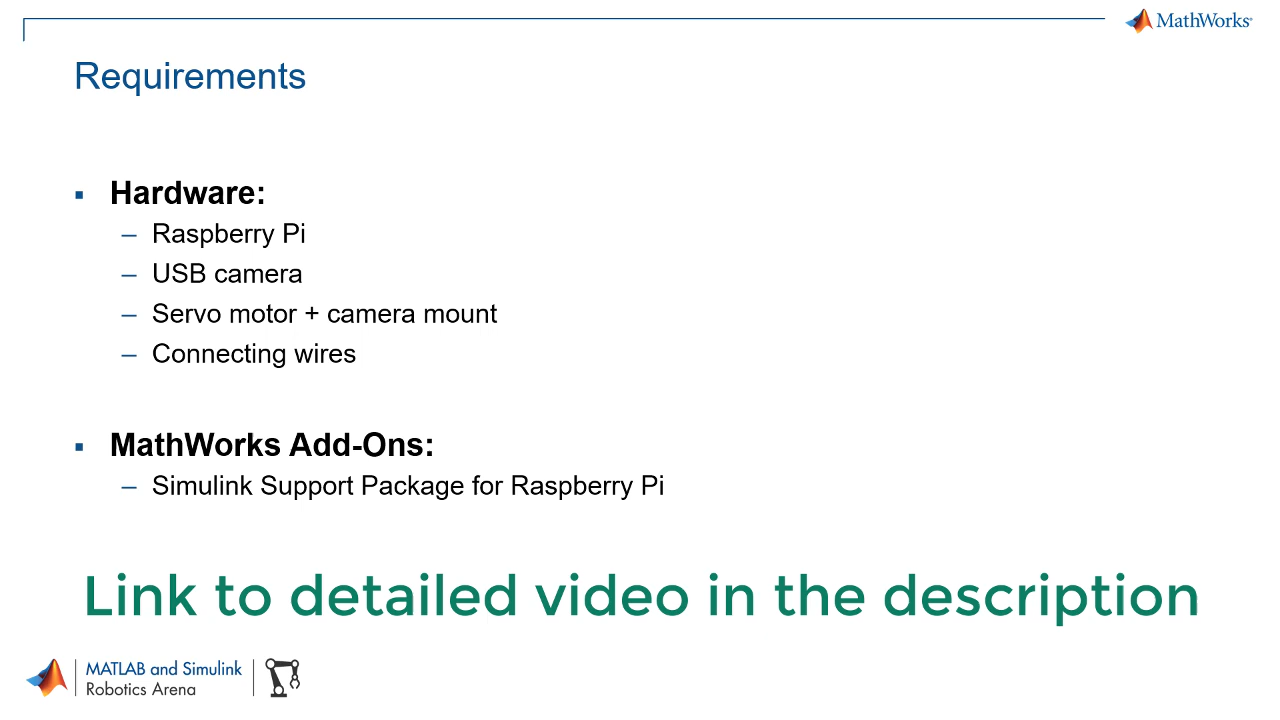 MathWorks®
Requirements
▪ Hardware:
– Raspberry Pi
– USB camera
– Servo motor + camera mount
– Connecting wires
▪ MathWorks Add-Ons:
– Simulink Support Package for Raspberry Pi
Link to detailed video in the description
MATLAB and Simulink
Robotics Arena